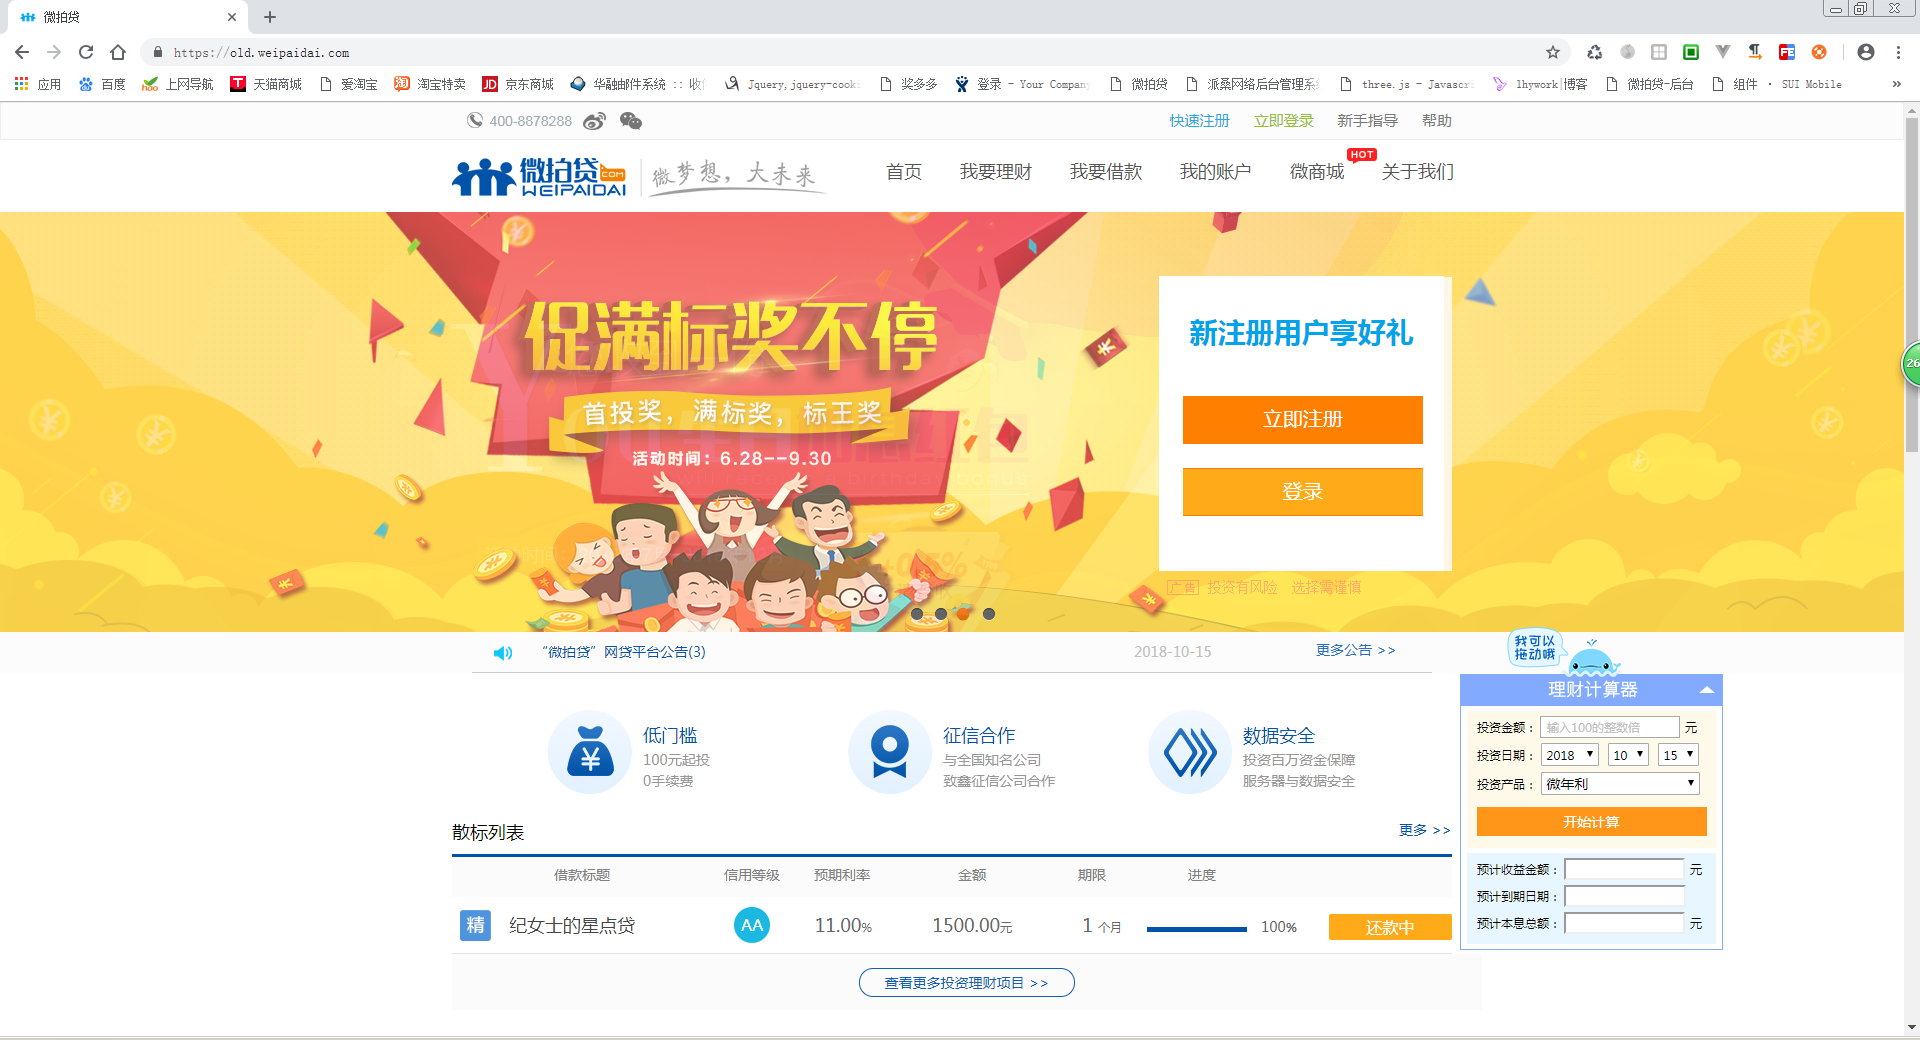 微拍贷
https://old.weipaidai.com
应用 百度 上网导航 天猫商城 爱淘宝 淘宝特卖 京东商城 华融邮件系统 :: 收 Jquery,jquery-cook 奖多多 登录 - Your Company 微拍贷 派桑网络后台管理系 three.js - Javascr lhywork|博客 微拍贷-后台 组件 · SUI Mobile »
400-8878288 快速注册 立即登录 新手指导 帮助
微拍贷.COM
WEIPAIDAI
微梦想，大未来
首页 我要理财 我要借款 我的账户 微商城 HOT 关于我们
促满标奖不停
首投奖，满标奖，标王奖
活动时间：6.28--9.30
新注册用户享好礼
立即注册
登录
广告 投资有风险 选择需谨慎
26
“微拍贷”网贷平台公告(3) 2018-10-15 更多公告 >>
我可以
拖动哦
低门槛
100元起投
0手续费
征信合作
与全国知名公司
致鑫征信公司合作
数据安全
投资百万资金保障
服务器与数据安全
散标列表 更多 >>
借款标题 信用等级 预期利率 金额 期限 进度
精 纪女士的星点贷 AA 11.00% 1500.00元 1 个月 100% 还款中
查看更多投资理财项目 >>
理财计算器
投资金额： 输入100的整数倍 元
投资日期： 2018 10 15
投资产品： 微年利
开始计算
预计收益金额： 元
预计到期日期：
预计本息总额： 元